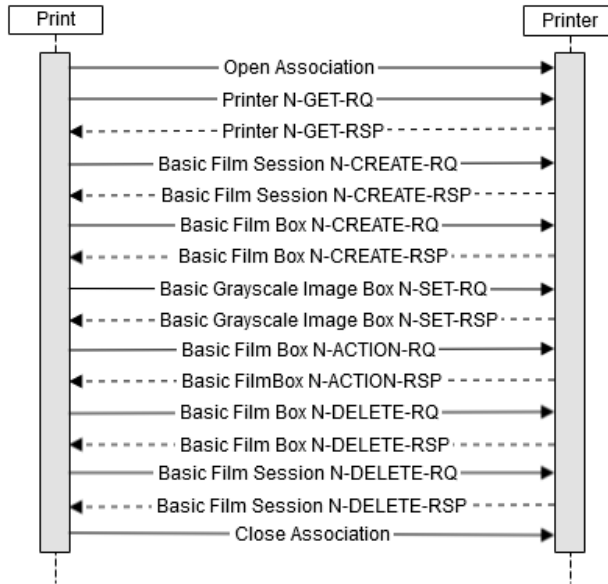 Print
Printer
Open Association
Printer N-GET-RQ
Printer N-GET-RSP
Basic Film Session N-CREATE-RQ
Basic Film Session N-CREATE-RSP
Basic Film Box N-CREATE-RQ
Basic Film Box N-CREATE-RSP
Basic Grayscale Image Box N-SET-RQ
Basic Grayscale Image Box N-SET-RSP
Basic Film Box N-ACTION-RQ
Basic FilmBox N-ACTION-RSP
Basic Film Box N-DELETE-RQ
Basic Film Box N-DELETE-RSP
Basic Film Session N-DELETE-RQ
Basic Film Session N-DELETE-RSP
Close Association